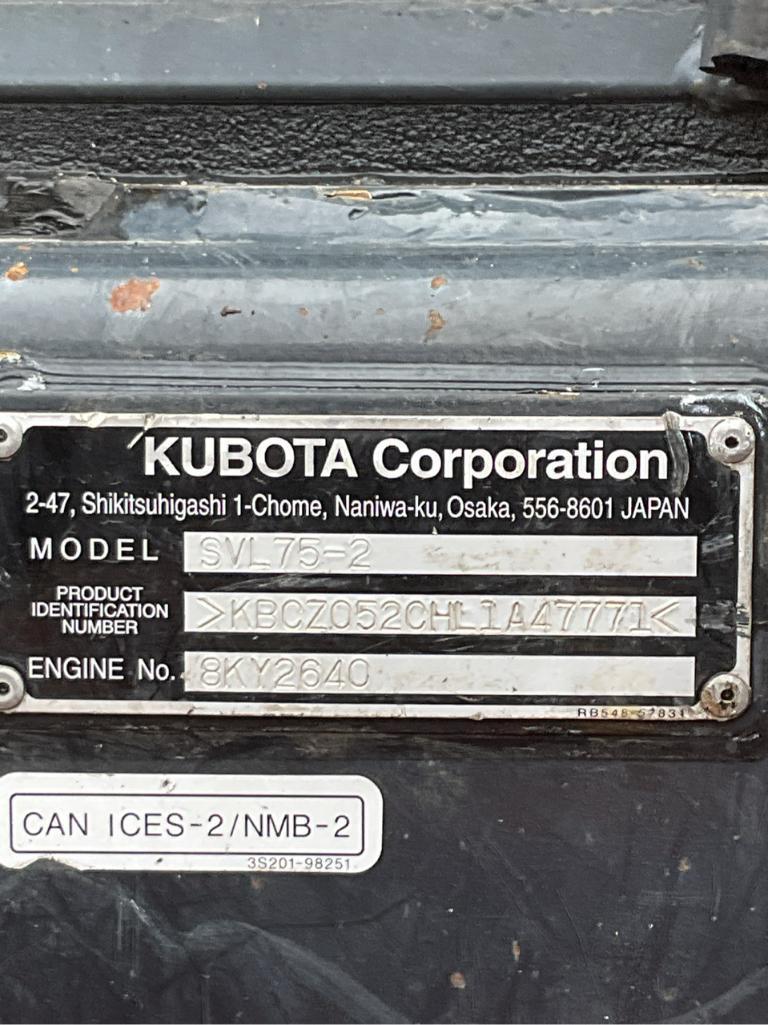 KUBOTA Corporation
2-47, Shikitsuhigashi 1-Chome, Naniwa-ku, Osaka, 556-8601 JAPAN
MODEL SVL75-2
PRODUCT
IDENTIFICATION
NUMBER
>KBCZ052CHL1A47771<
ENGINE No. 8KY2640
RB548-57831
CAN ICES-2/NMB-2
3S201-98251